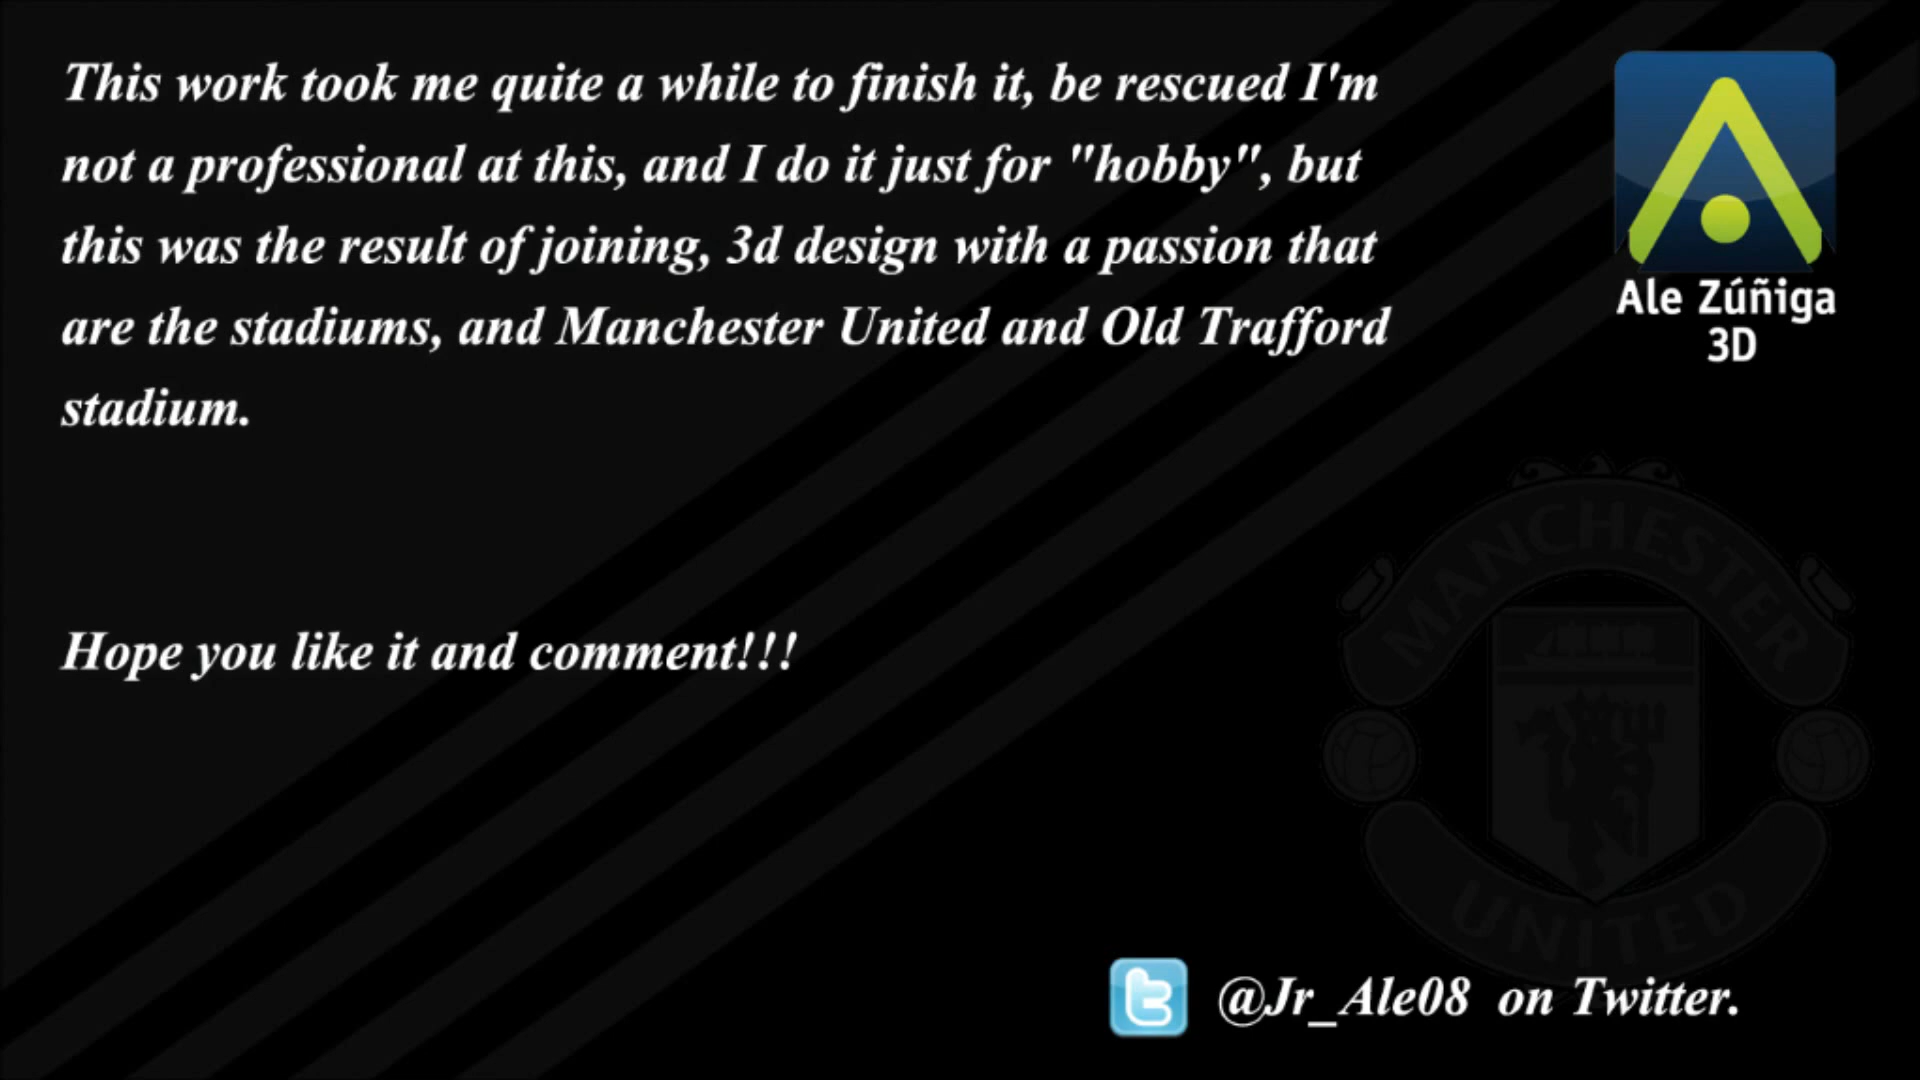 This work took me quite a while to finish it, be rescued I'm
not a professional at this, and I do it just for "hobby", but
this was the result of joining, 3d design with a passion that
are the stadiums, and Manchester United and Old Trafford
stadium.
Hope you like it and comment!!!
Ale Zúñiga
3D
MANCHESTER
UNITED
@Jr_Ale08 on Twitter.